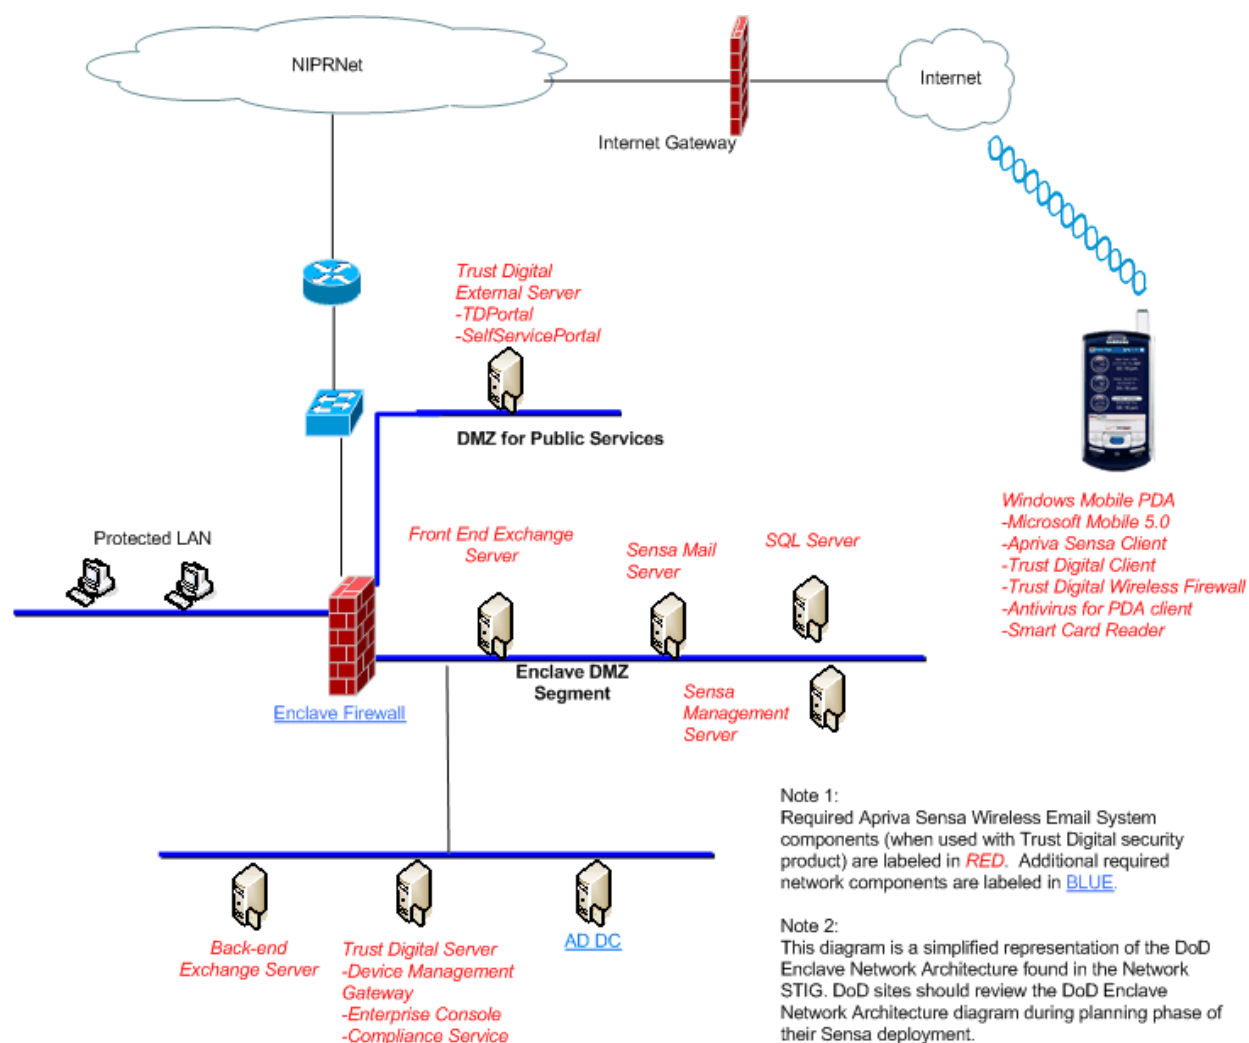 NIPRNet
Internet
Internet Gateway
Trust Digital
External Server
-TDPortal
-SelfServicePortal
DMZ for Public Services
Windows Mobile PDA
-Microsoft Mobile 5.0
-Apriva Sensa Client
-Trust Digital Client
-Trust Digital Wireless Firewall
-Antivirus for PDA client
-Smart Card Reader
Protected LAN
Front End Exchange
Server
Sensa Mail
Server
SQL Server
Enclave DMZ
Segment
Enclave Firewall
Sensa
Management
Server
Back-end
Exchange Server
Trust Digital Server
-Device Management
Gateway
-Enterprise Console
-Compliance Service
AD DC
Note 1:
Required Apriva Sensa Wireless Email System
components (when used with Trust Digital security
product) are labeled in RED. Additional required
network components are labeled in BLUE.
Note 2:
This diagram is a simplified representation of the DoD
Enclave Network Architecture found in the Network
STIG. DoD sites should review the DoD Enclave
Network Architecture diagram during planning phase of
their Sensa deployment.